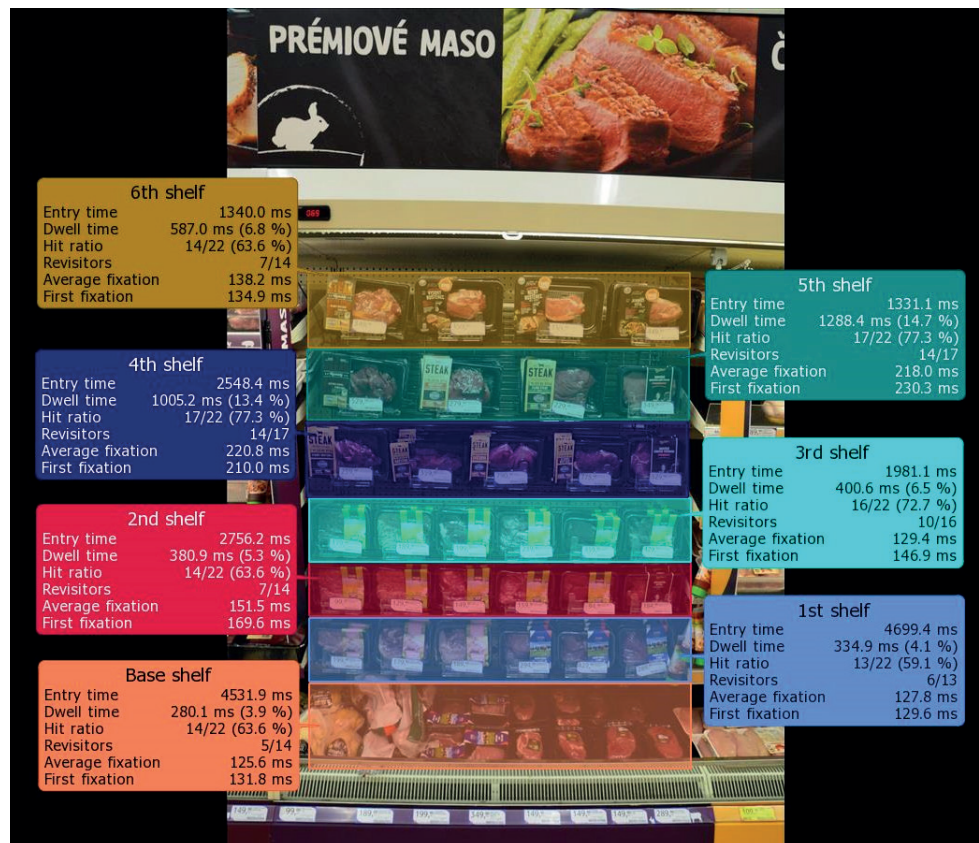 PRÉMIOVÉ MASO
Č
6th shelf
Entry time 1340.0 ms
Dwell time 587.0 ms (6.8 %)
Hit ratio 14/22 (63.6 %)
Revisitors 7/14
Average fixation 138.2 ms
First fixation 134.9 ms
5th shelf
Entry time 1331.1 ms
Dwell time 1288.4 ms (14.7 %)
Hit ratio 17/22 (77.3 %)
Revisitors 14/17
Average fixation 218.0 ms
First fixation 230.3 ms
4th shelf
Entry time 2548.4 ms
Dwell time 1005.2 ms (13.4 %)
Hit ratio 17/22 (77.3 %)
Revisitors 14/17
Average fixation 220.8 ms
First fixation 210.0 ms
3rd shelf
Entry time 1981.1 ms
Dwell time 400.6 ms (6.5 %)
Hit ratio 16/22 (72.7 %)
Revisitors 10/16
Average fixation 129.4 ms
First fixation 146.9 ms
2nd shelf
Entry time 2756.2 ms
Dwell time 380.9 ms (5.3 %)
Hit ratio 14/22 (63.6 %)
Revisitors 7/14
Average fixation 151.5 ms
First fixation 169.6 ms
1st shelf
Entry time 4699.4 ms
Dwell time 334.9 ms (4.1 %)
Hit ratio 13/22 (59.1 %)
Revisitors 6/13
Average fixation 127.8 ms
First fixation 129.6 ms
Base shelf
Entry time 4531.9 ms
Dwell time 280.1 ms (3.9 %)
Hit ratio 14/22 (63.6 %)
Revisitors 5/14
Average fixation 125.6 ms
First fixation 131.8 ms
STEAK
STEAK
STEAK
STEAK